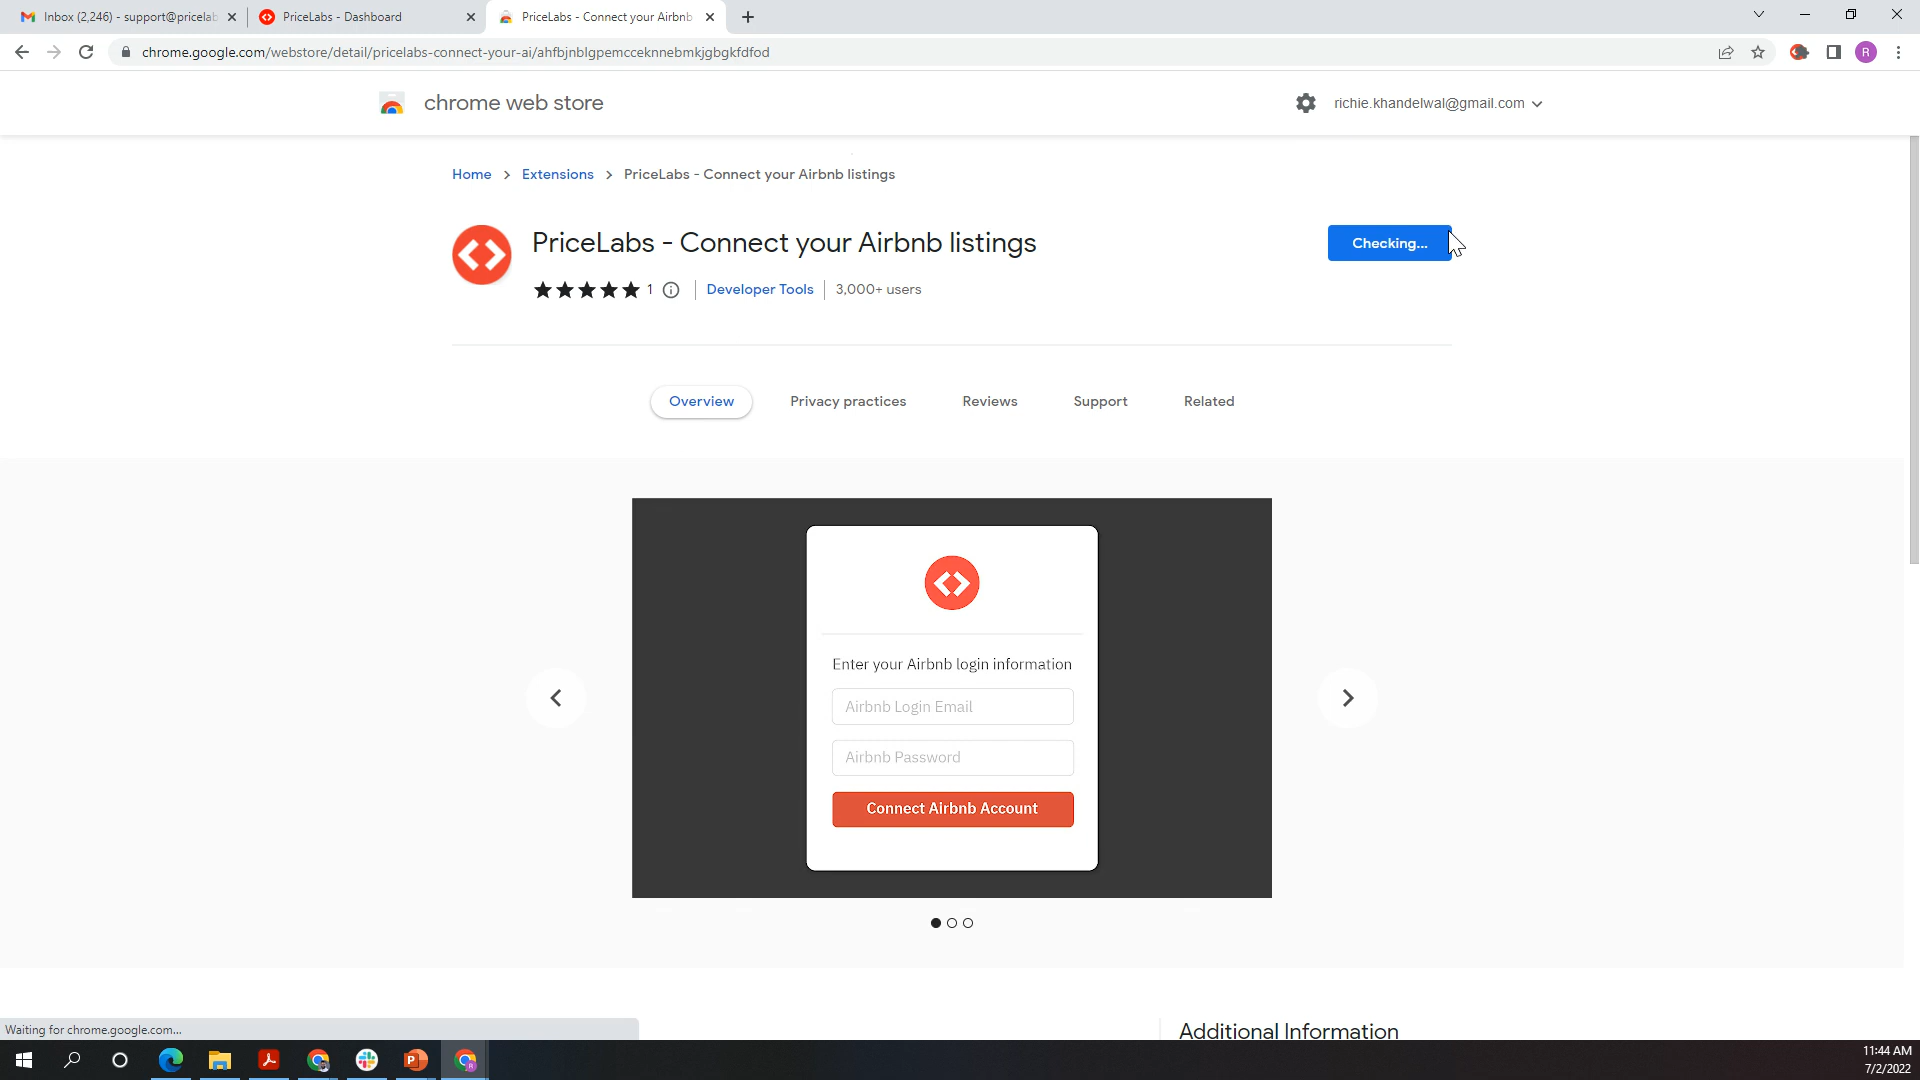 Inbox (2,246) - support@pricelab
PriceLabs - Dashboard
PriceLabs - Connect your Airbnb
chrome.google.com/webstore/detail/pricelabs-connect-your-ai/ahfbjnblgpemcceknnebmkjgbgkfdfod
R
chrome web store
richie.khandelwal@gmail.com
Home > Extensions > PriceLabs - Connect your Airbnb listings
PriceLabs - Connect your Airbnb listings
Checking...
1
Developer Tools
3,000+ users
Overview
Privacy practices
Reviews
Support
Related
Enter your Airbnb login information
Airbnb Login Email
Airbnb Password
Connect Airbnb Account
Additional Information
Waiting for chrome.google.com...
11:44 AM
7/2/2022